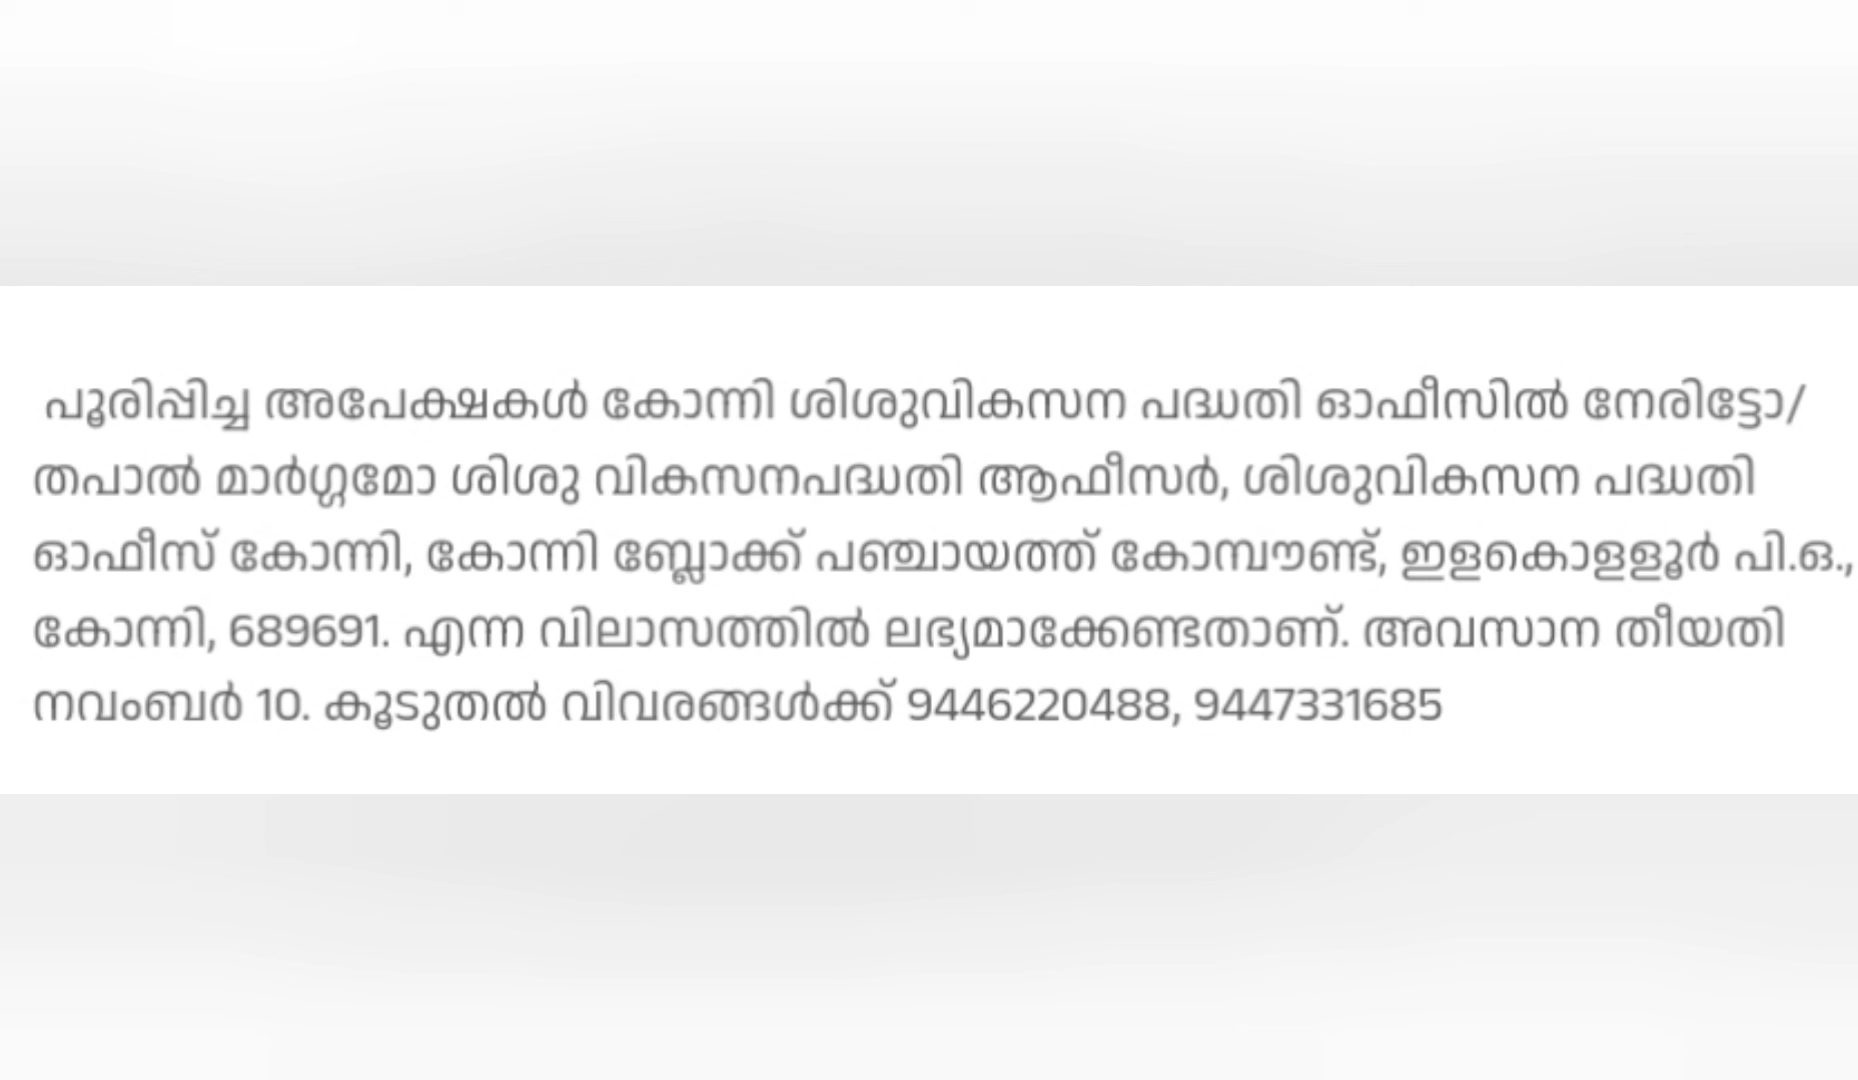 പൂരിപ്പിച്ച അപേക്ഷകൾ കോന്നി ശിശുവികസന പദ്ധതി ഓഫീസിൽ നേരിട്ടോ/
തപാൽ മാർഗ്ഗമോ ശിശു വികസനപദ്ധതി ആഫീസർ, ശിശുവികസന പദ്ധതി
ഓഫീസ് കോന്നി, കോന്നി ബ്ലോക്ക് പഞ്ചായത്ത് കോമ്പൗണ്ട്, ഇളകൊളളൂർ പി.ഒ.,
കോന്നി, 689691. എന്ന വിലാസത്തിൽ ലഭ്യമാക്കേണ്ടതാണ്. അവസാന തീയതി
നവംബർ 10. കൂടുതൽ വിവരങ്ങൾക്ക് 9446220488, 9447331685